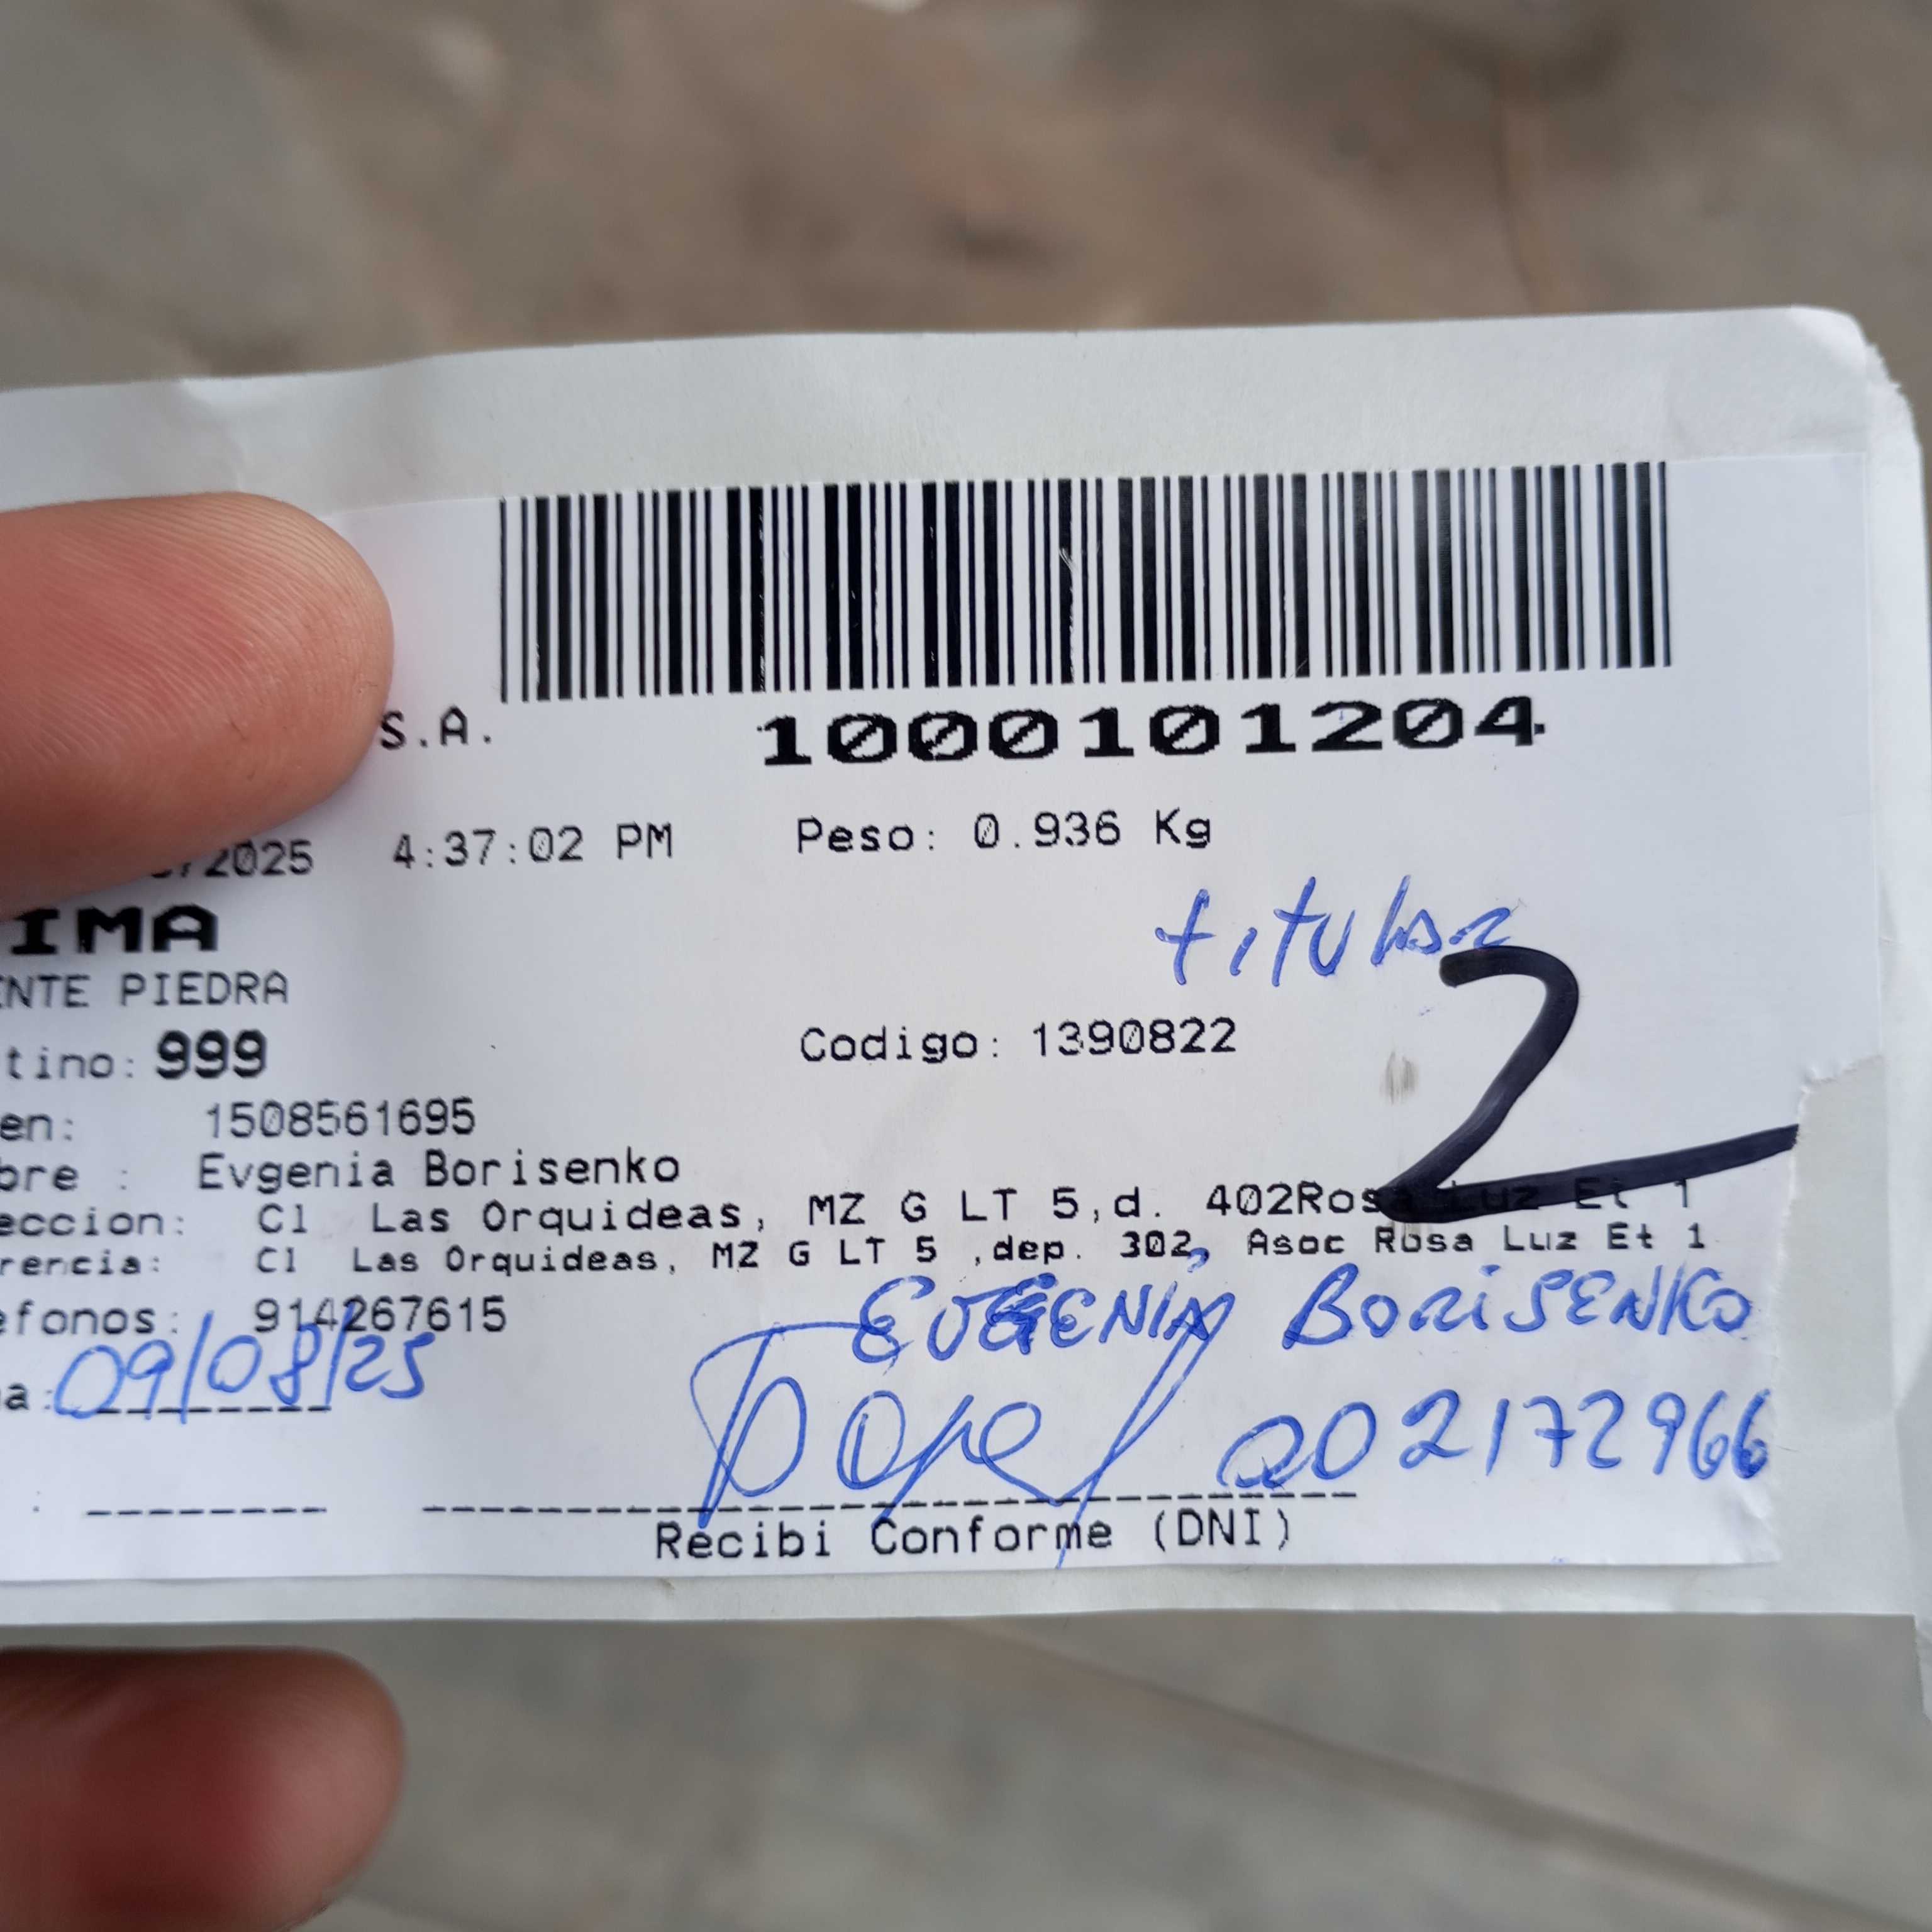 S.A. 1000101204
/2025 4:37:02 PM Peso: 0.936 Kg
IMA
titular
NTE PIEDRA
2
tino: 999 Codigo: 1390822
en: 1508561695
bre : Evgenia Borisenko
eccion: Cl Las Orquideas, MZ G LT 5,d. 402Rosa Luz Et 1
rencia: Cl Las Orquideas, MZ G LT 5 ,dep. 302, Asoc Rosa Luz Et 1
efonos: 914267615
EVGENIA BORISENKO
a: 09/08/25
002172966
Recibi Conforme (DNI)